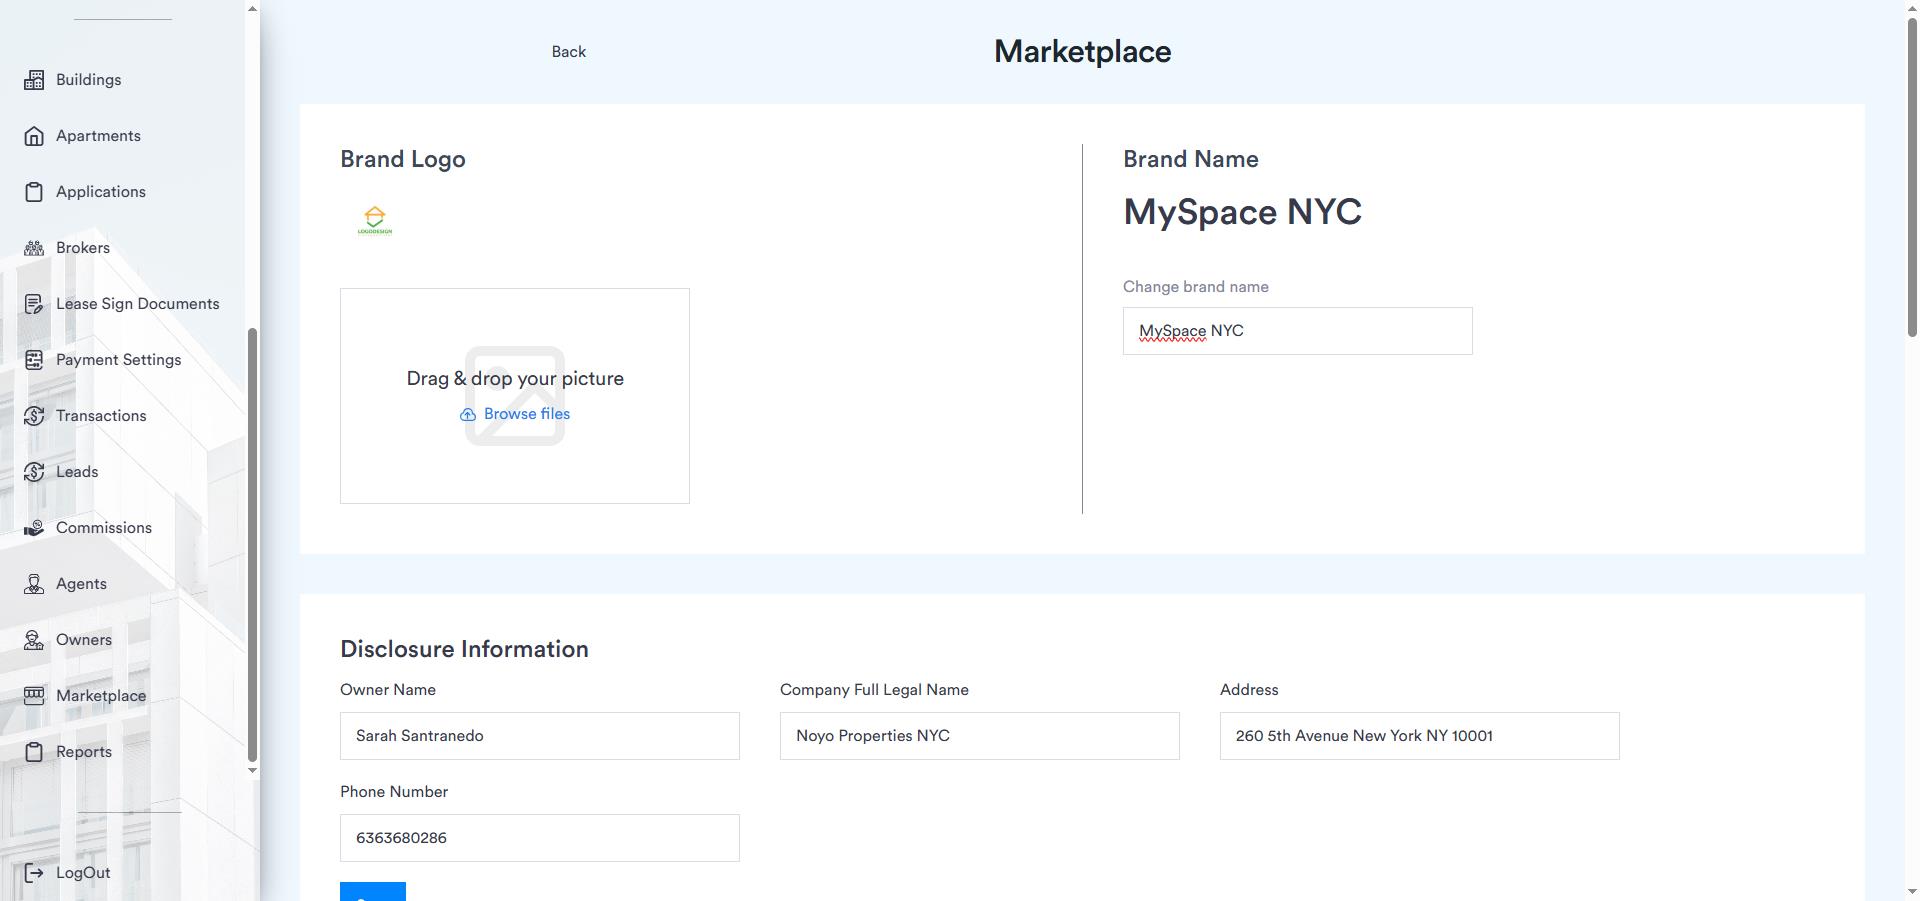 Buildings
Apartments
Applications
Brokers
Lease Sign Documents
Payment Settings
Transactions
Leads
Commissions
Agents
Owners
Marketplace
Reports
LogOut
Back
Marketplace
Brand Logo
LOGODESIGN
Drag & drop your picture
Browse files
Brand Name
MySpace NYC
Change brand name
MySpace NYC
Disclosure Information
Owner Name
Sarah Santranedo
Company Full Legal Name
Noyo Properties NYC
Address
260 5th Avenue New York NY 10001
Phone Number
6363680286